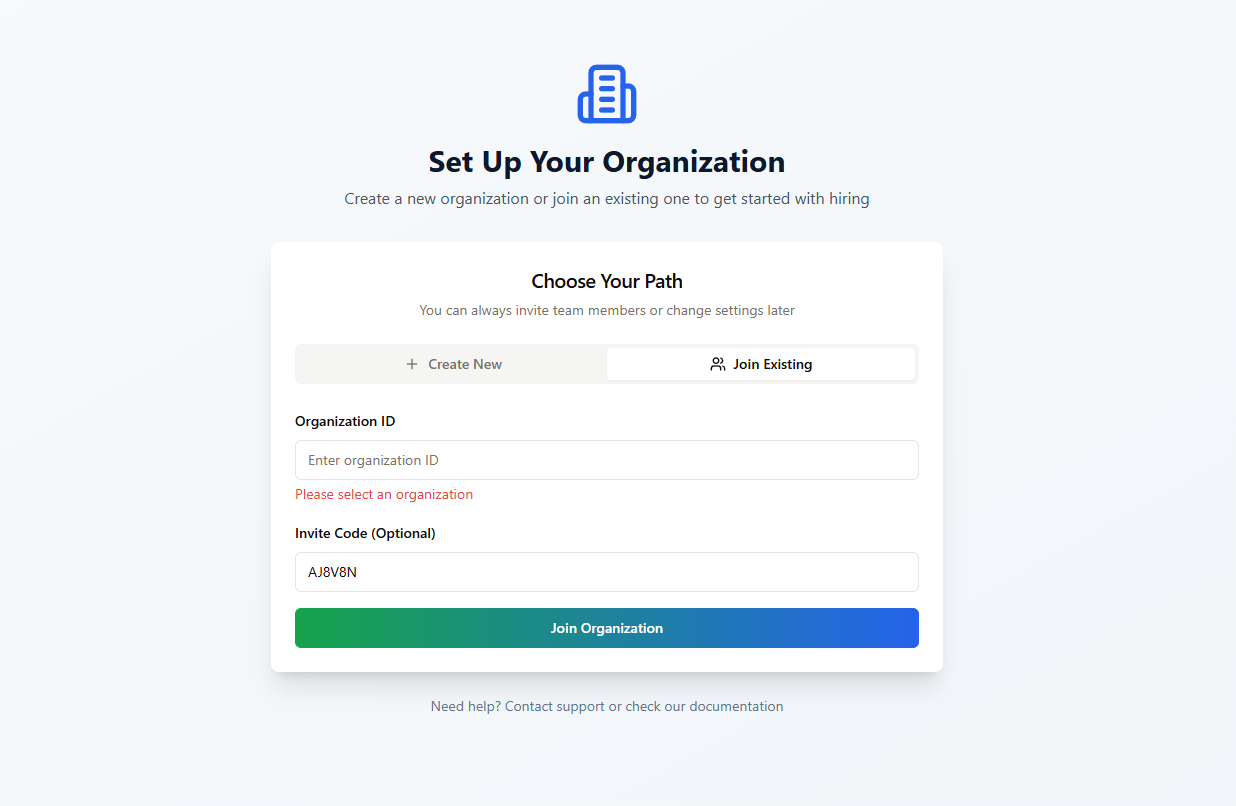 Set Up Your Organization
Create a new organization or join an existing one to get started with hiring
Choose Your Path
You can always invite team members or change settings later
Create New
Join Existing
Organization ID
Enter organization ID
Please select an organization
Invite Code (Optional)
AJ8V8N
Join Organization
Need help? Contact support or check our documentation